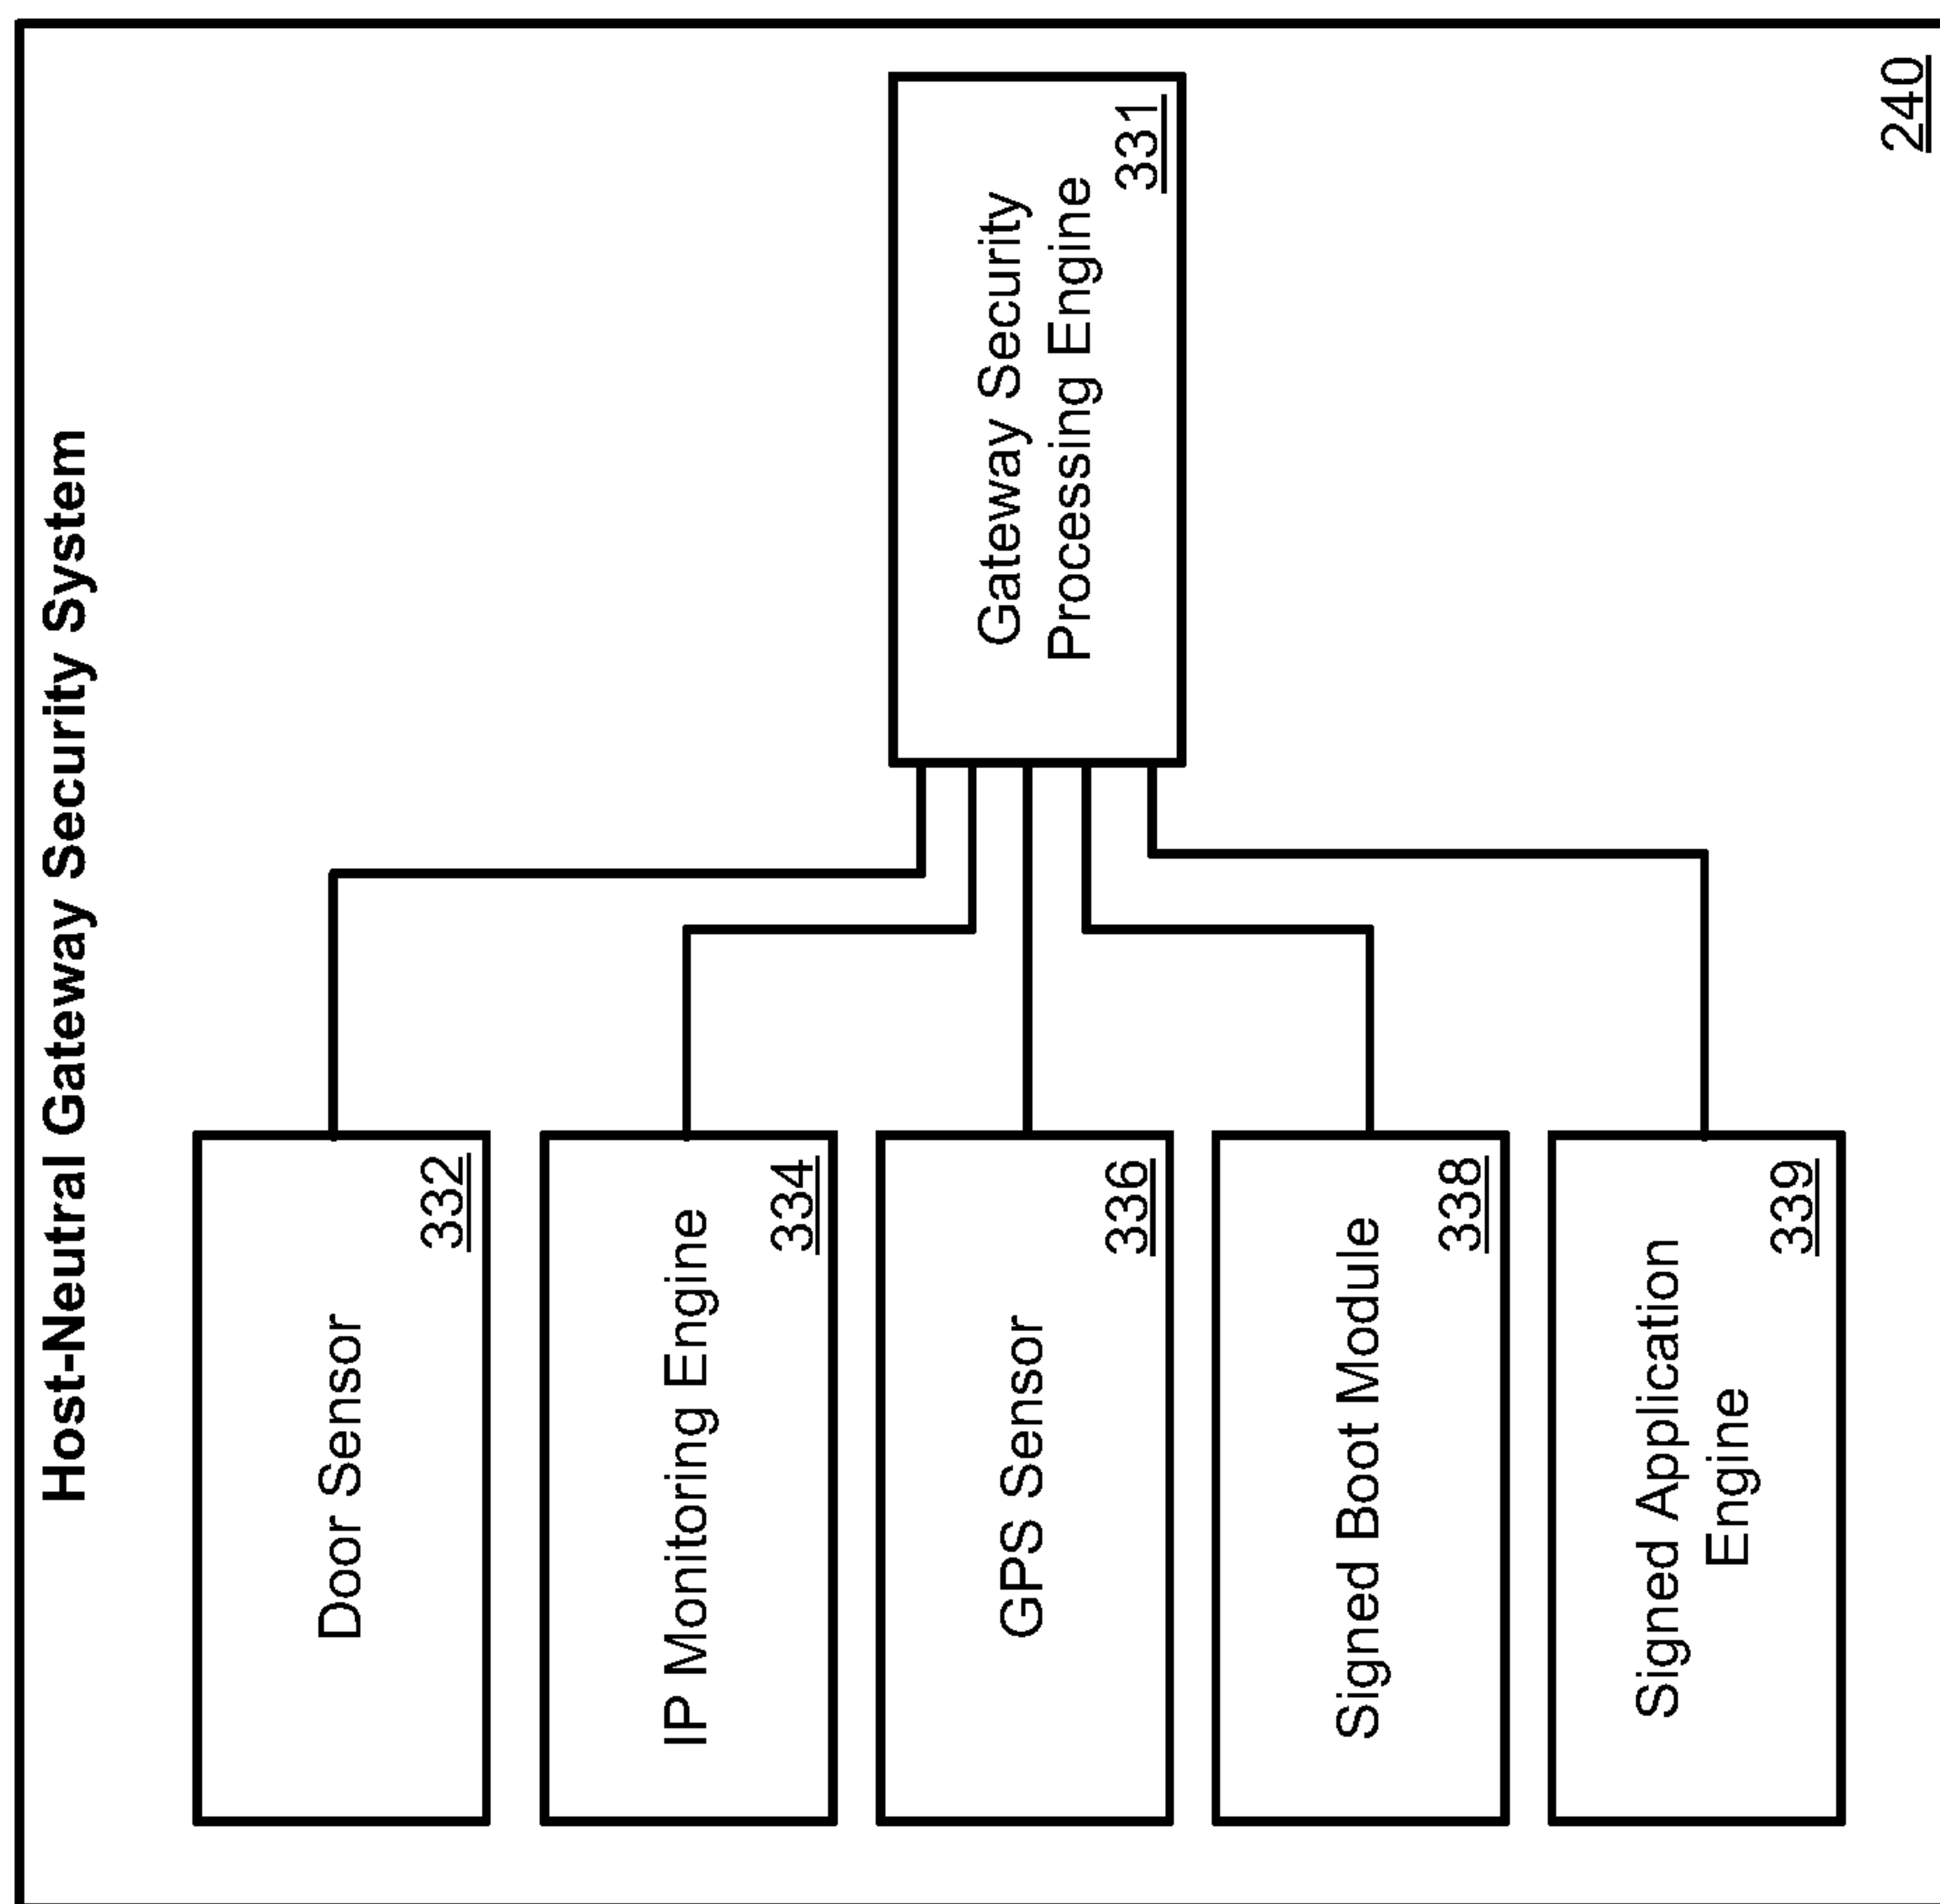 Host-Neutral Gateway Security System
Door Sensor
332
IP Monitoring Engine
334
GPS Sensor
336
Signed Boot Module
338
Signed Application
Engine
339
Gateway Security
Processing Engine
331
240